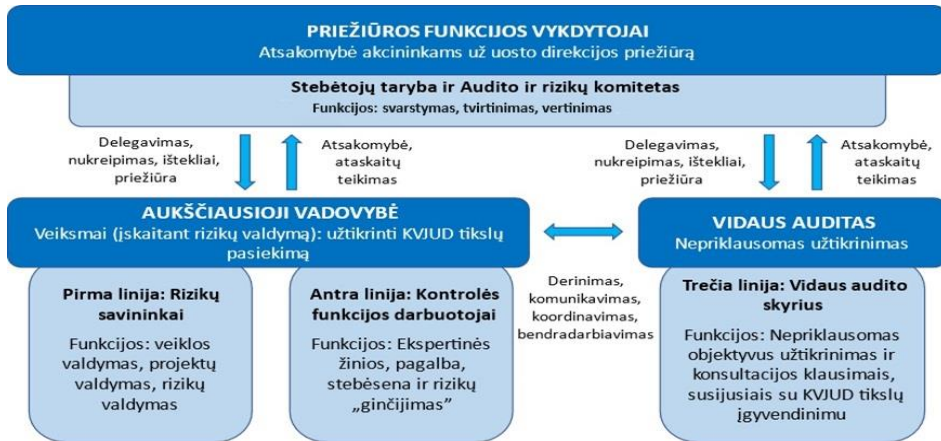 PRIEŽIŪROS FUNKCIJOS VYKDYTOJAI
Atsakomybė akcininkams už uosto direkcijos priežiūrą
Stebėtojų taryba ir Audito ir rizikų komitetas
Funkcijos: svarstymas, tvirtinimas, vertinimas
Delegavimas,
nukreipimas, ištekliai,
priežiūra
Atsakomybė,
ataskaitų
teikimas
Delegavimas,
nukreipimas, ištekliai,
priežiūra
Atsakomybė,
ataskaitų
teikimas
AUKŠČIAUSIOJI VADOVYBĖ
Veiksmai (įskaitant rizikų valdymą): užtikrinti KVJUD tikslų
pasiekimą
VIDAUS AUDITAS
Nepriklausomas užtikrinimas
Pirma linija: Rizikų
savininkai
Funkcijos: veiklos
valdymas, projektų
valdymas, rizikų
valdymas
Antra linija: Kontrolės
funkcijos darbuotojai
Funkcijos: Ekspertinės
žinios, pagalba,
stebėsena ir rizikų
„ginčijimas”
Derinimas,
komunikavimas,
koordinavimas,
bendradarbiavimas
Trečia linija: Vidaus audito
skyrius
Funkcijos: Nepriklausomas
objektyvus užtikrinimas ir
konsultacijos klausimais,
susijusiais su KVJUD tikslų
įgyvendinimu